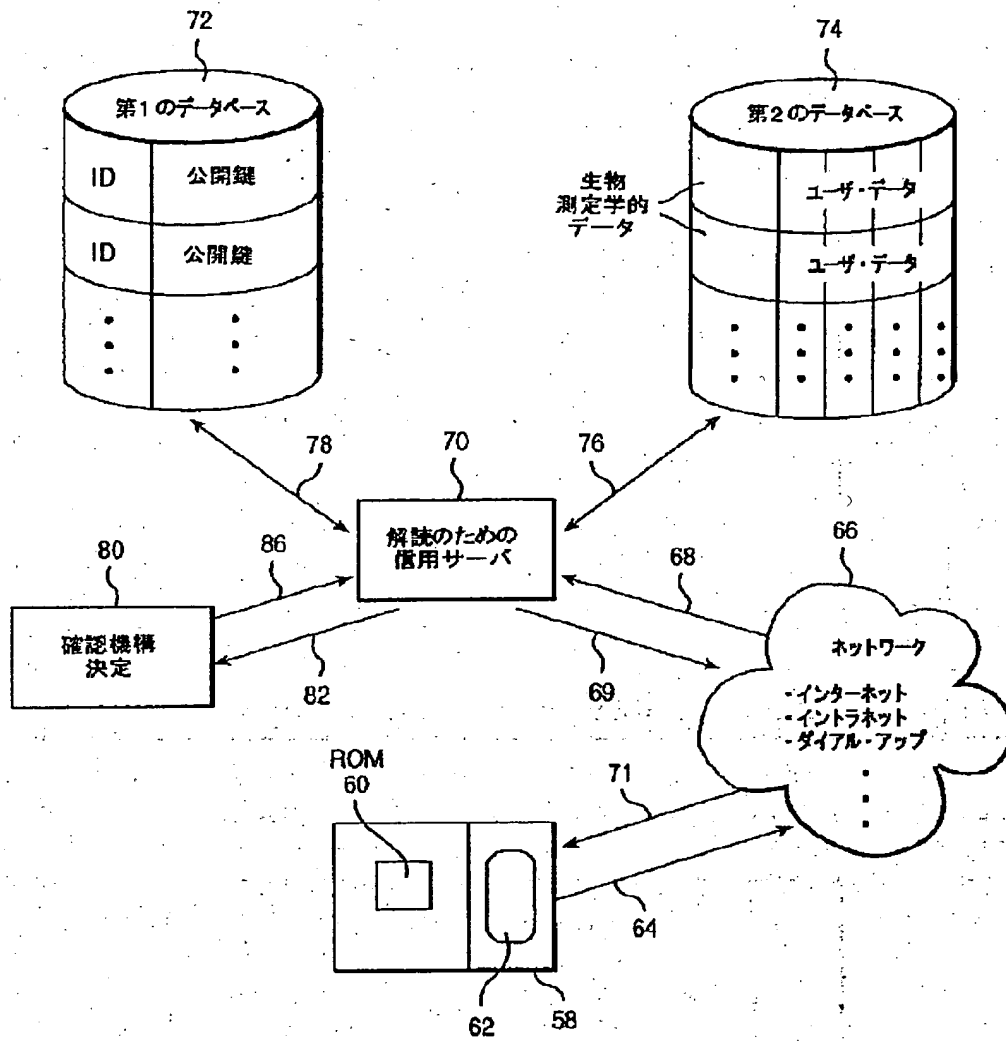 72
74
第1のデータベース
第2のデータベース
ID 公開鍵
ID 公開鍵
生物
測定学的
データ
ユーザ・データ
ユーザ・データ
78
70
76
解読のための
信用サーバ
80
86
68
66
確認機構
決定
82
69
ネットワーク
・インターネット
・イントラネット
・ダイアル・アップ
ROM
60
71
64
62
58